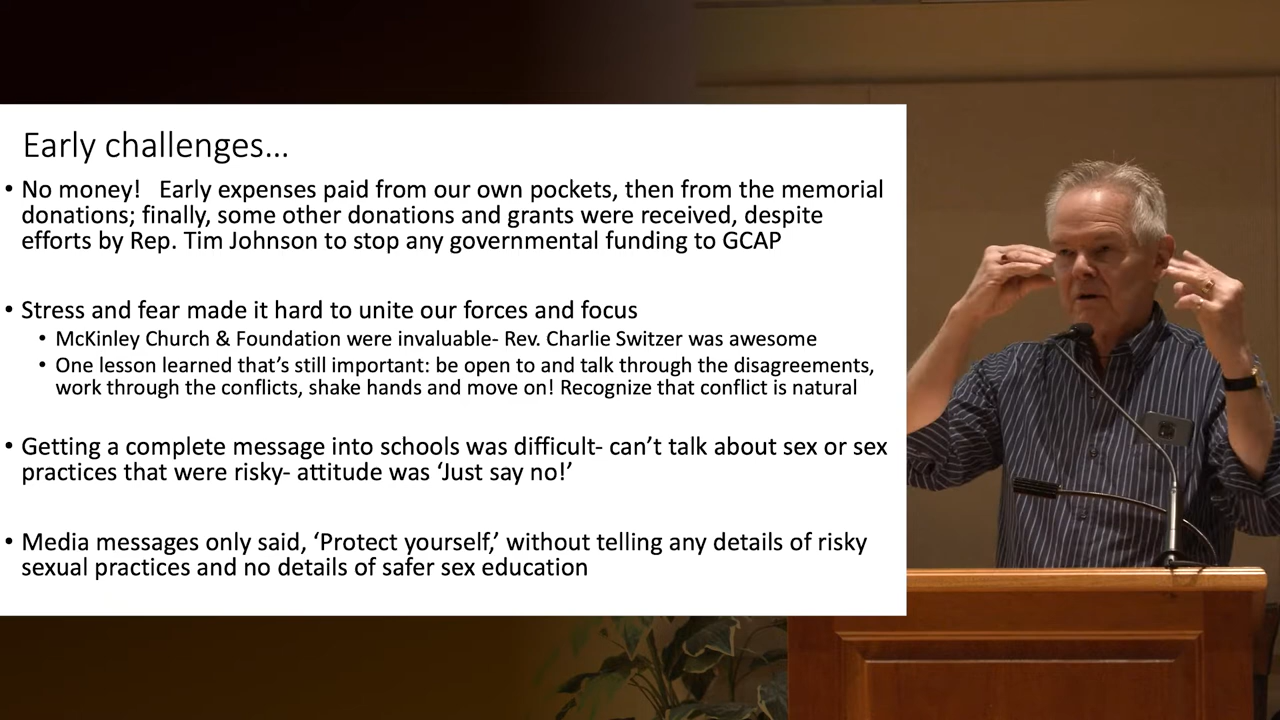 Early challenges...
• No money!   Early expenses paid from our own pockets, then from the memorial
donations; finally, some other donations and grants were received, despite
efforts by Rep. Tim Johnson to stop any governmental funding to GCAP
• Stress and fear made it hard to unite our forces and focus
• McKinley Church & Foundation were invaluable- Rev. Charlie Switzer was awesome
• One lesson learned that’s still important: be open to and talk through the disagreements,
work through the conflicts, shake hands and move on! Recognize that conflict is natural
• Getting a complete message into schools was difficult- can’t talk about sex or sex
practices that were risky- attitude was ‘Just say no!’
• Media messages only said, ‘Protect yourself,’ without telling any details of risky
sexual practices and no details of safer sex education